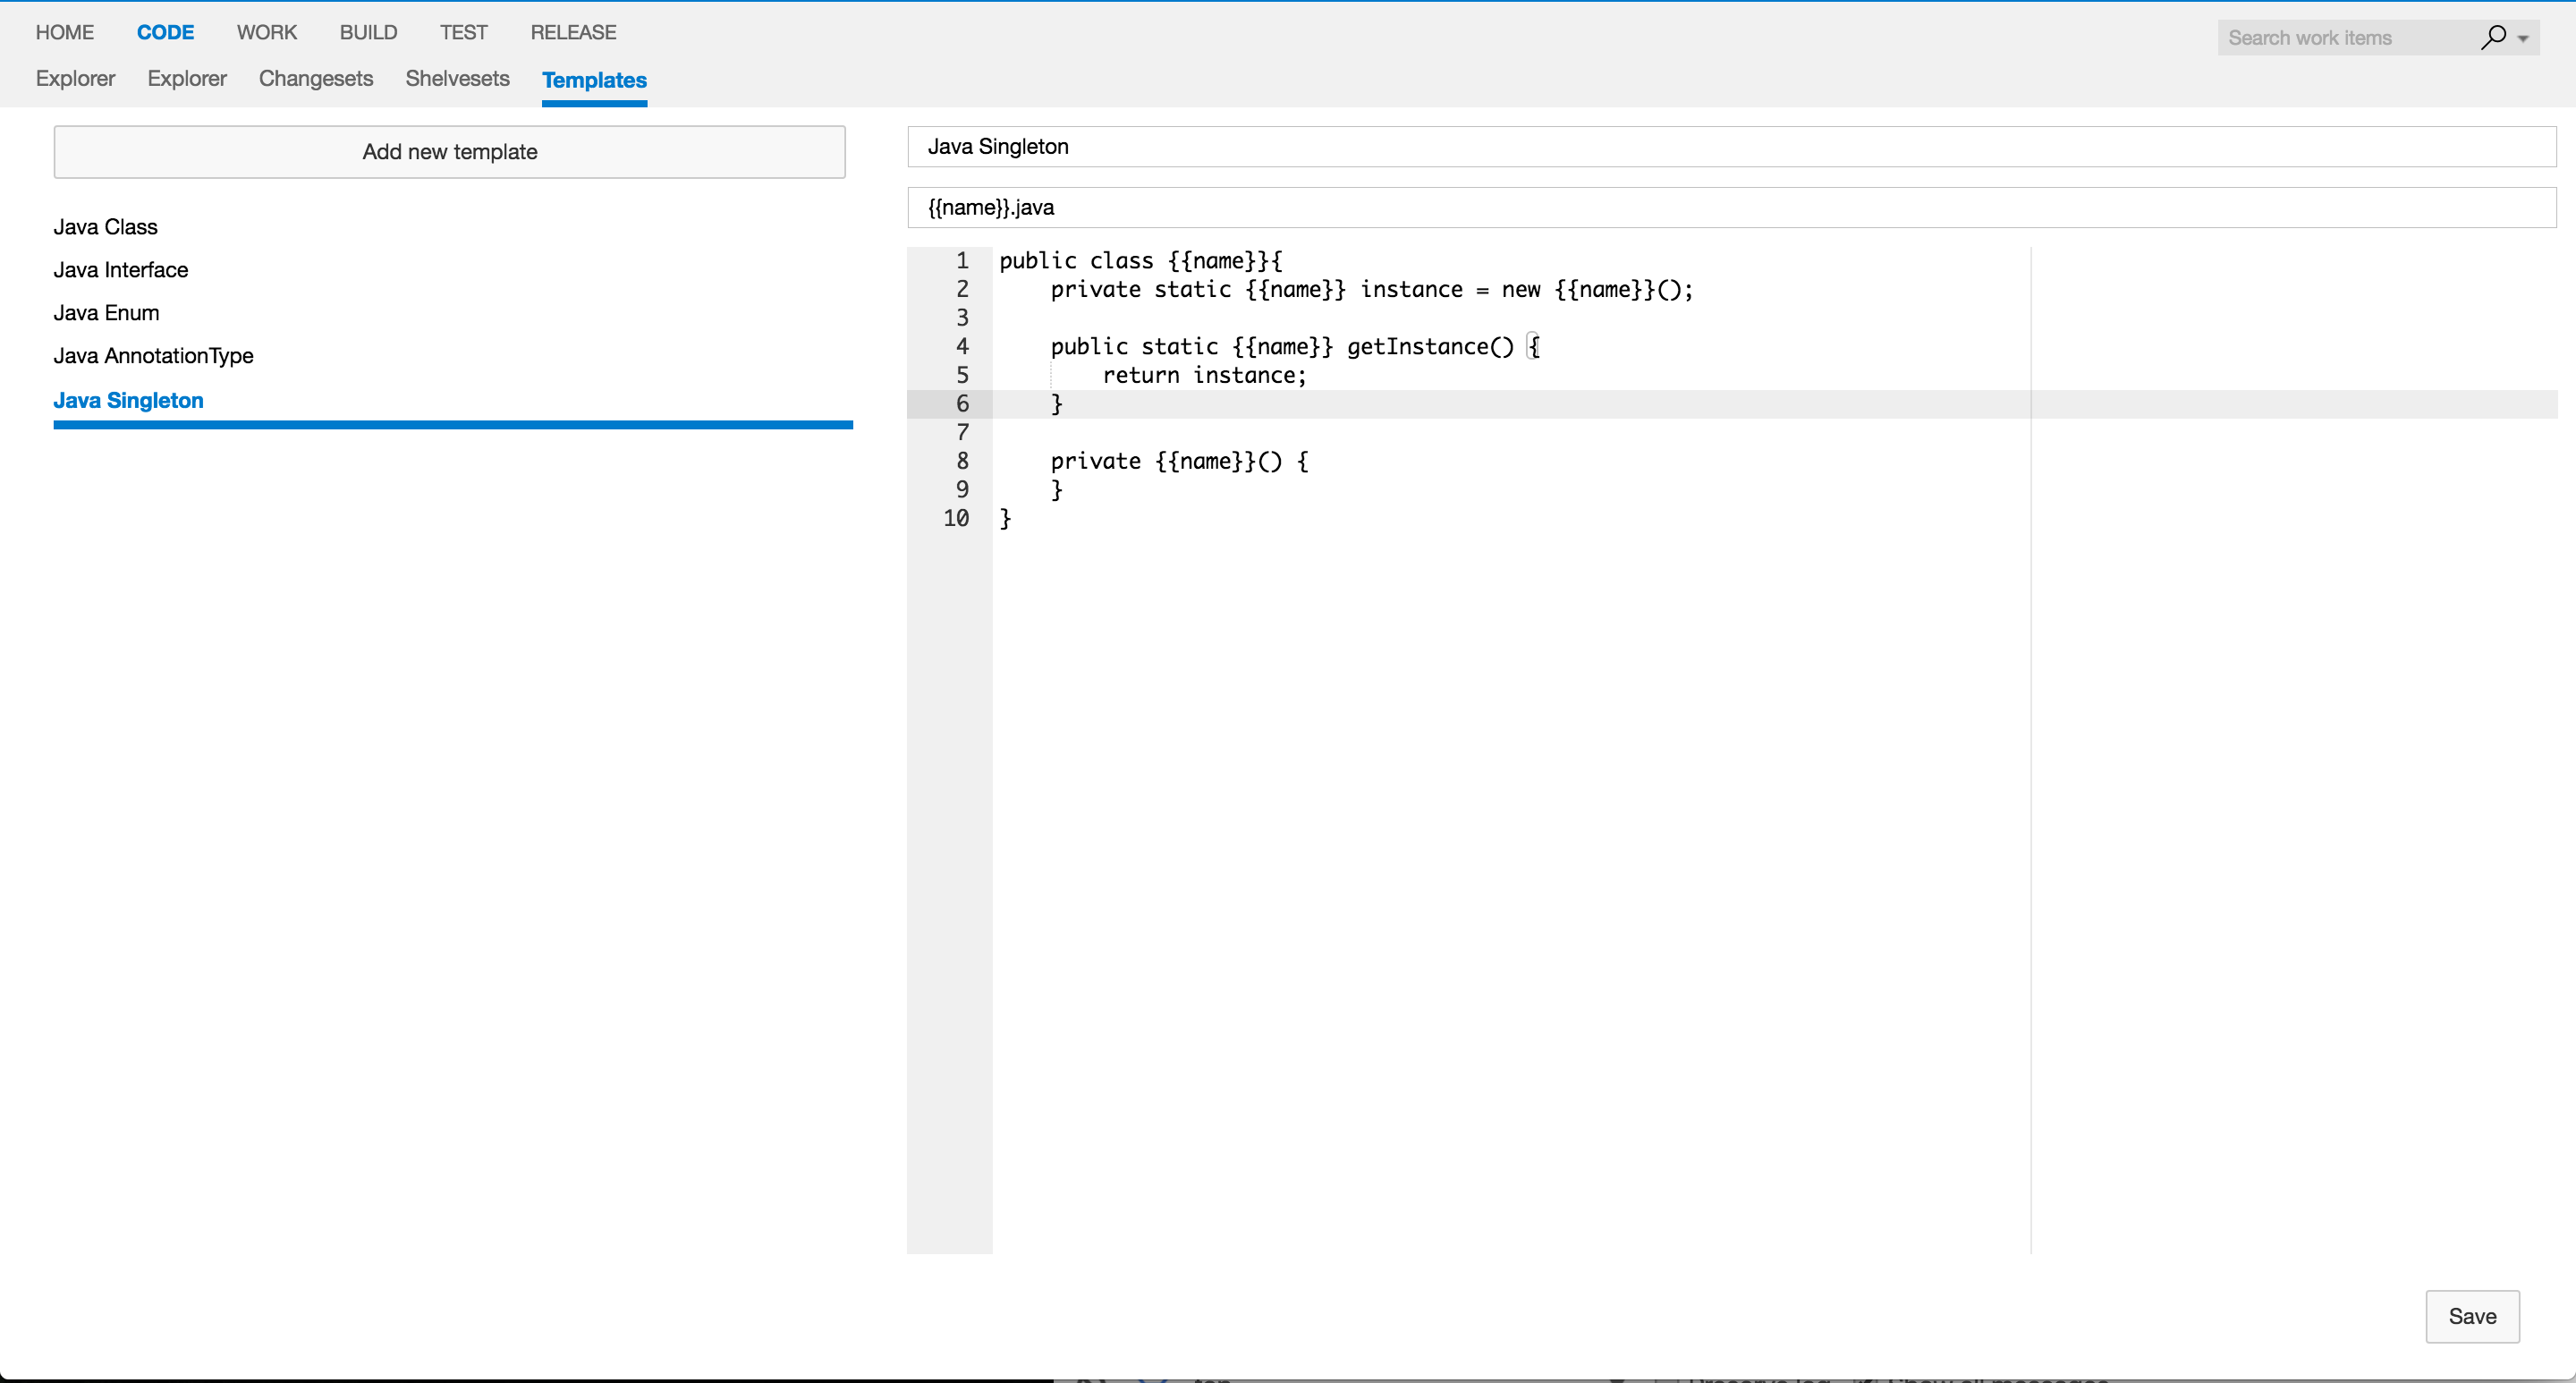 HOME CODE WORK BUILD TEST RELEASE
Search work items
Explorer Explorer Changesets Shelvesets Templates
Add new template
Java Class
Java Interface
Java Enum
Java AnnotationType
Java Singleton
Java Singleton
{{name}}.java
1 public class {{name}}{
2     private static {{name}} instance = new {{name}}();
3
4     public static {{name}} getInstance() {
5         return instance;
6     }
7
8     private {{name}}() {
9     }
10 }
Save